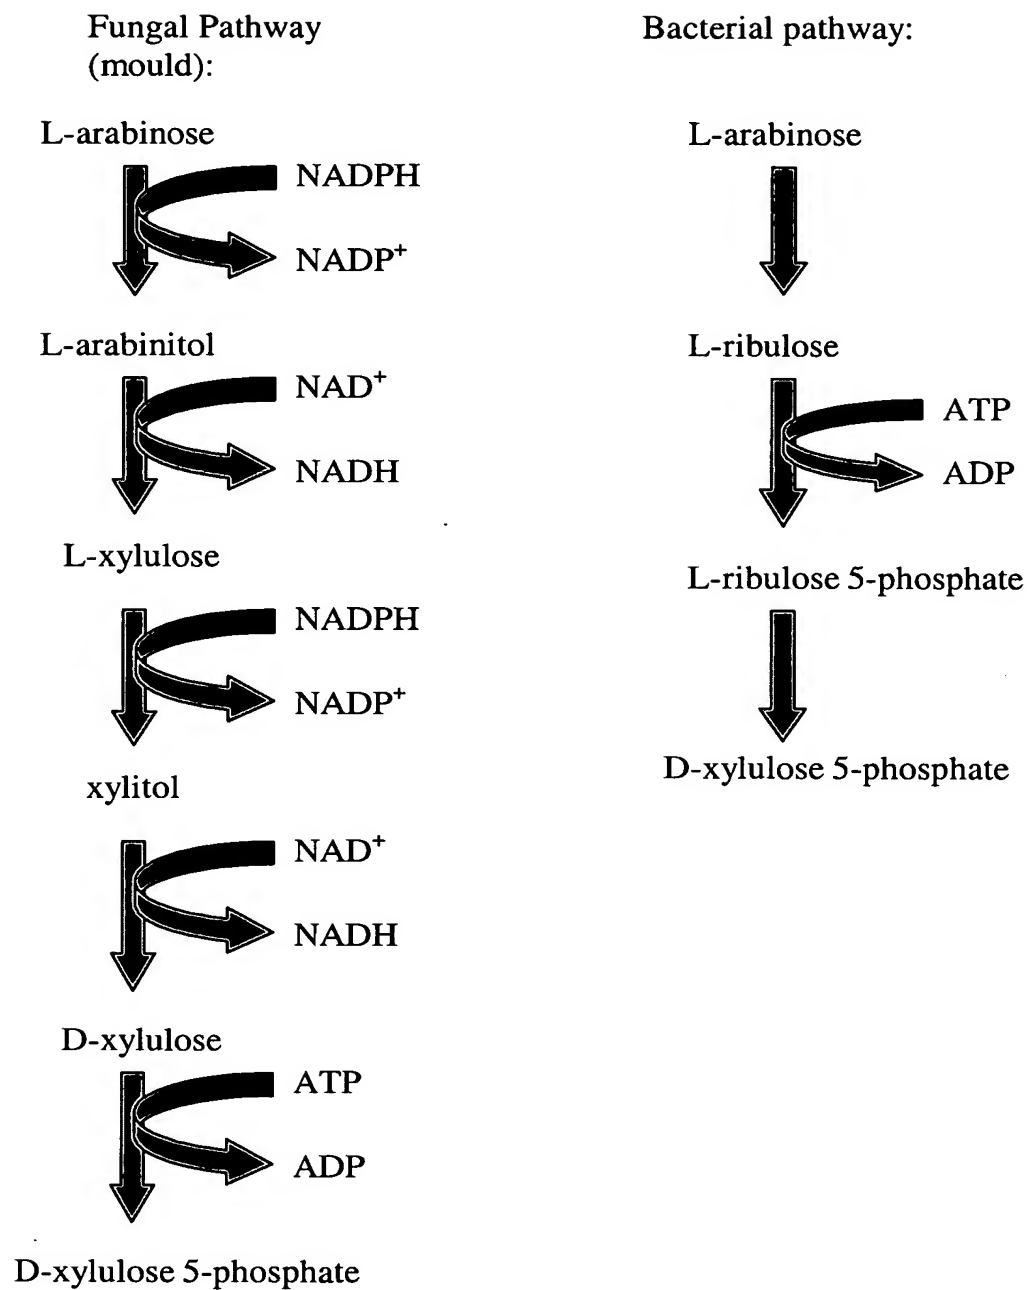 Fungal Pathway
(mould):
L-arabinose
NADPH
NADP⁺
L-arabinitol
NAD⁺
NADH
L-xylulose
NADPH
NADP⁺
xylitol
NAD⁺
NADH
D-xylulose
ATP
ADP
D-xylulose 5-phosphate
Bacterial pathway:
L-arabinose
L-ribulose
ATP
ADP
L-ribulose 5-phosphate
D-xylulose 5-phosphate